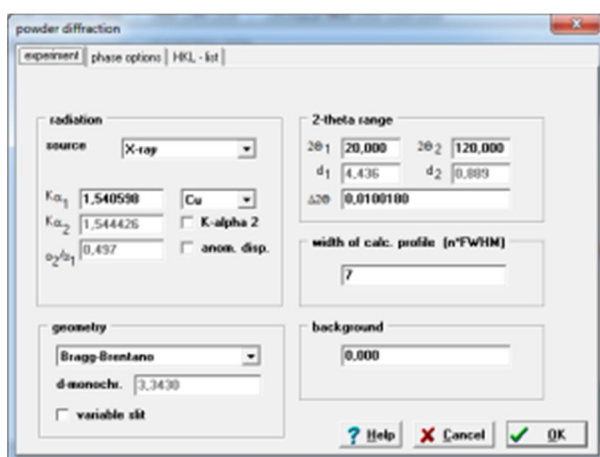 powder diffraction
experiment phase options HKL - list
radiation
source X-ray
Kα1 1,540598 Cu
Kα2 1,544426 K-alpha 2
α2/α1 0,497 anom. disp.
geometry
Bragg-Brentano
d-monochr. 3,3430
variable slit
2-theta range
2θ1 20,000 2θ2 120,000
d1 4,436 d2 0,889
Δ2θ 0,0100180
width of calc. profile (n*FWHM)
7
background
0,000
? Help Cancel OK